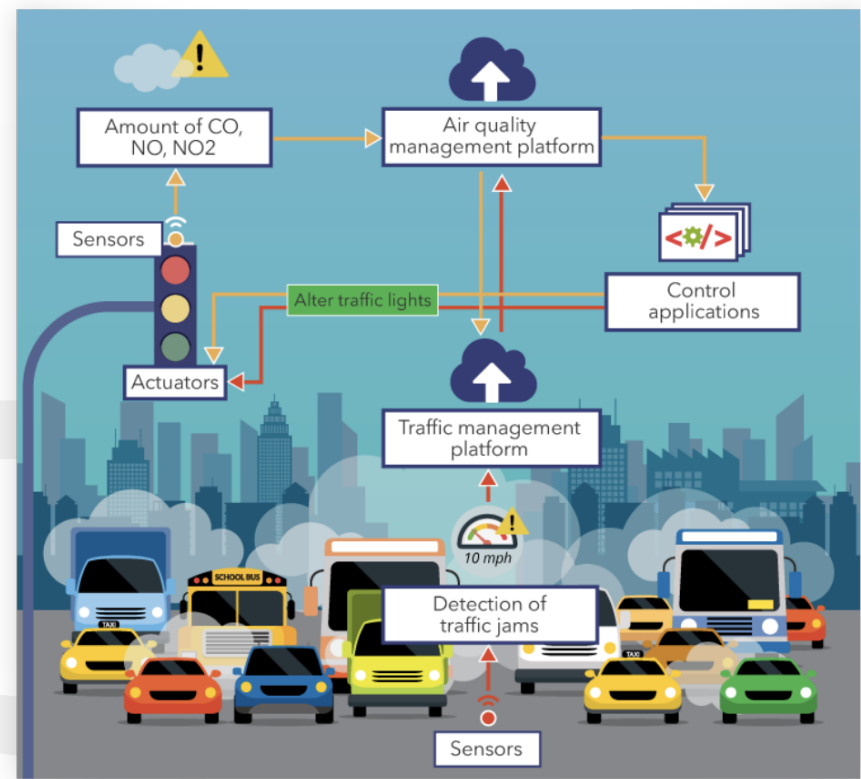 !
Amount of CO,
NO, NO2
Air quality
management platform
Sensors
</>
Alter traffic lights
Control
applications
Actuators
Traffic management
platform
!
10 mph
SCHOOL BUS
Detection of
traffic jams
TAXI
TAXI
Sensors